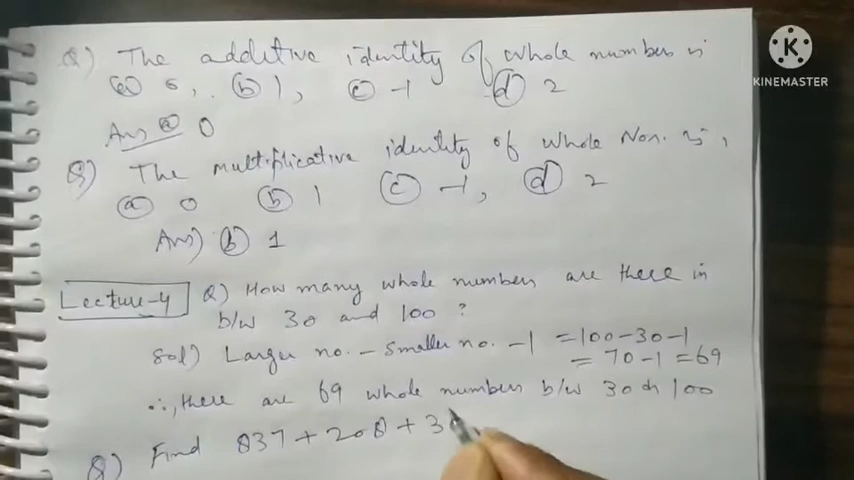 Q) The additive identity of whole number is
(a) 0, (b) 1, (c) -1 (d) 2
Ans (a) 0
Q) The multiplicative identity of whole Non. is,
(a) 0 (b) 1 (c) -1, (d) 2
Ans) (b) 1
Lecture-4 Q) How many whole numbers are there in
b/w 30 and 100 ?
Sol) Larger no. - Smaller no. -1 = 100-30-1
= 70-1 = 69
∴, there are 69 whole numbers b/w 30 & 100
Q) Find 837 + 208 + 3
K
KINEMASTER